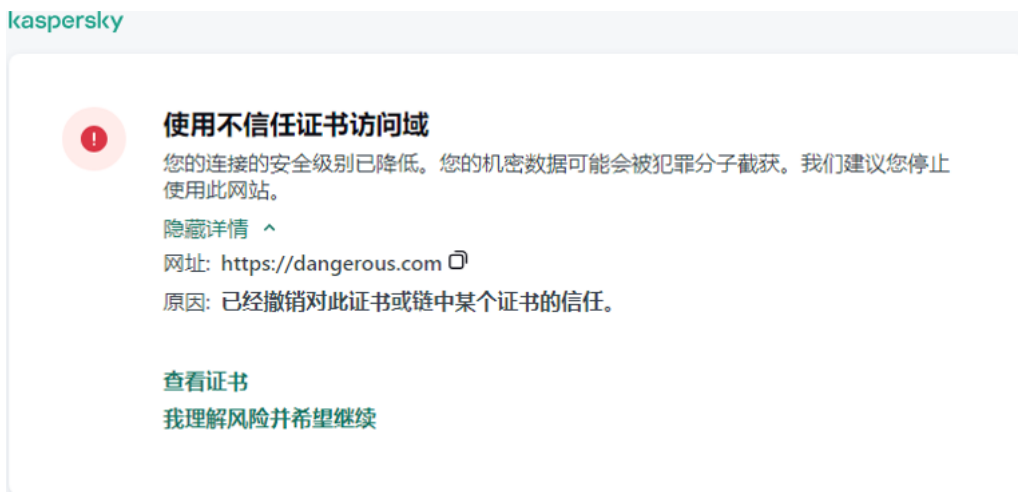 kaspersky
使用不信任证书访问域
您的连接的安全级别已降低。您的机密数据可能会被犯罪分子截获。我们建议您停止
使用此网站。
隐藏详情
网址: https://dangerous.com
原因: 已经撤销对此证书或链中某个证书的信任。
查看证书
我理解风险并希望继续